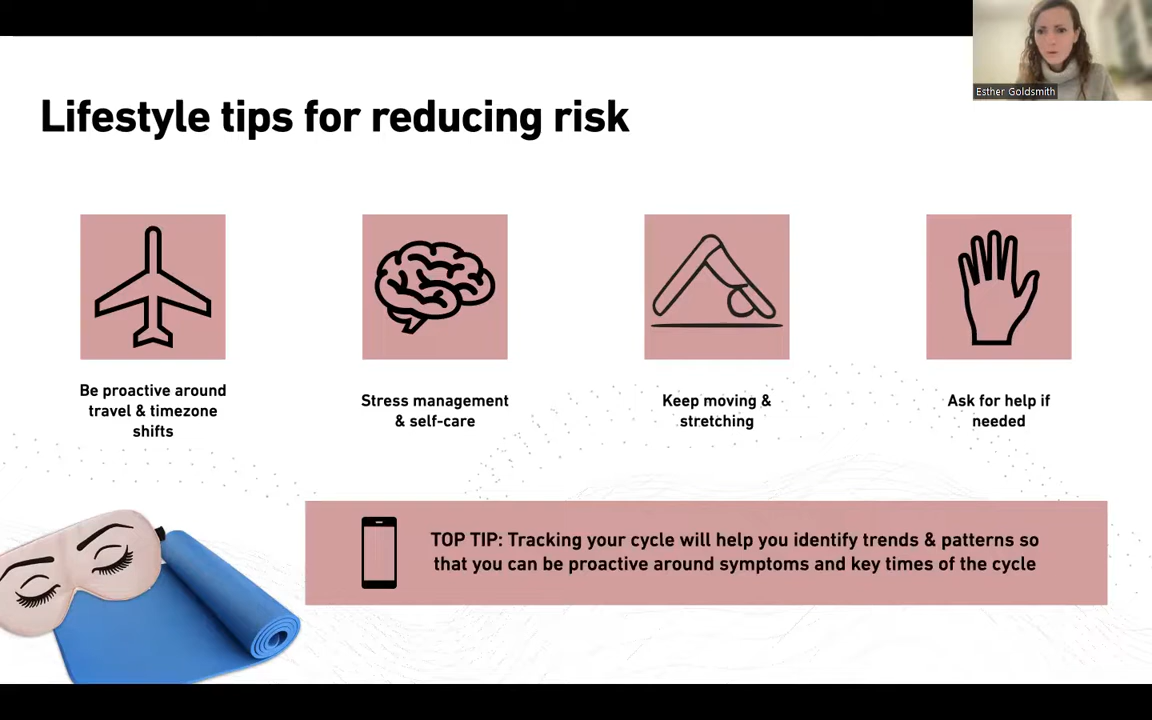 Esther Goldsmith
Lifestyle tips for reducing risk
Be proactive around
travel & timezone
shifts
Stress management
& self-care
Keep moving &
stretching
Ask for help if
needed
TOP TIP: Tracking your cycle will help you identify trends & patterns so
that you can be proactive around symptoms and key times of the cycle